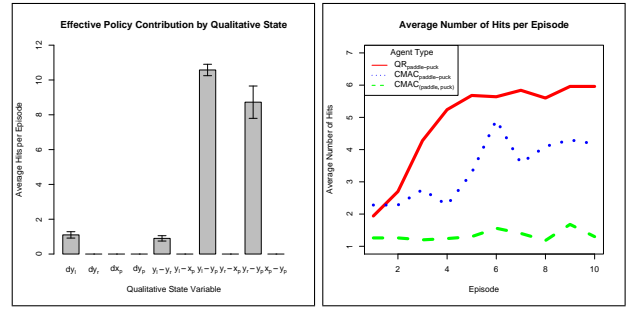 Effective Policy Contribution by Qualitative State
Average Hits per Episode
12
10
8
6
4
2
0
dy_l dy_r dx_p dy_p y_l − y_r y_l − x_p y_l − y_p y_r − x_p y_r − y_p x_p − y_p
Qualitative State Variable
Average Number of Hits per Episode
Average Number of Hits
7
6
5
4
3
2
1
Agent Type
QR_paddle−puck
CMAC_paddle−puck
CMAC_(paddle, puck)
2 4 6 8 10
Episode